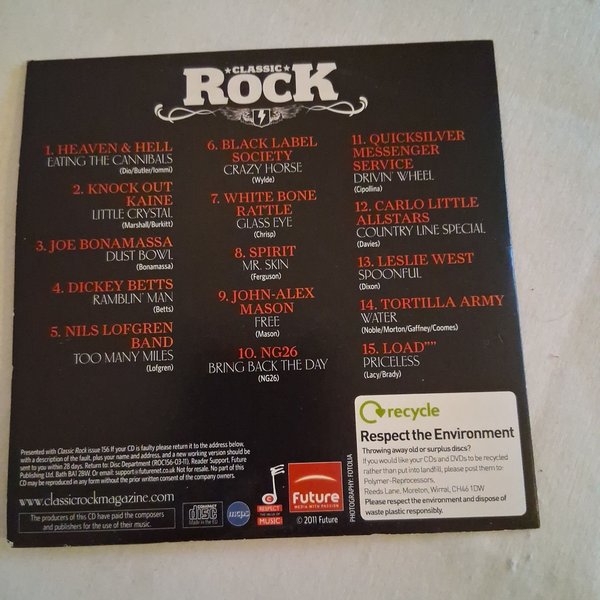 ★CLASSIC★
ROCK
1. HEAVEN & HELL
EATING THE CANNIBALS
(Dio/Butler/Iommi)
2. KNOCK OUT
KAINE
LITTLE CRYSTAL
(Marshall/Burkitt)
3. JOE BONAMASSA
DUST BOWL
(Bonamassa)
4. DICKEY BETTS
RAMBLIN' MAN
(Betts)
5. NILS LOFGREN
BAND
TOO MANY MILES
(Lofgren)
6. BLACK LABEL
SOCIETY
CRAZY HORSE
(Wylde)
7. WHITE BONE
RATTLE
GLASS EYE
(Chrisp)
8. SPIRIT
MR. SKIN
(Ferguson)
9. JOHN-ALEX
MASON
FREE
(Mason)
10. NG26
BRING BACK THE DAY
(NG26)
11. QUICKSILVER
MESSENGER
SERVICE
DRIVIN' WHEEL
(Cipollina)
12. CARLO LITTLE
ALLSTARS
COUNTRY LINE SPECIAL
(Davies)
13. LESLIE WEST
SPOONFUL
(Dixon)
14. TORTILLA ARMY
WATER
(Noble/Morton/Gaffney/Coomes)
15. LOAD""
PRICELESS
(Lacy/Brady)
Presented with Classic Rock issue 156 If your CD is faulty please return it to the address below,
with a description of the fault, plus your name and address, and a new working version should be
sent to you within 28 days. Return to: Disc Department (ROC156-03-11), Reader Support, Future
Publishing Ltd. Bath BA1 2BW. Or email: support@futurenet.co.uk Not for resale. No part of this
CD may be reproduced in any form without the prior written consent of the company owners.
www.classicrockmagazine.com
The producers of this CD have paid the composers
and publishers for the use of their music.
COMPACT
disc
Made in the EU
mcps
RESPECT
THE VALUE OF
MUSIC
Future
MEDIA WITH PASSION
© 2011 Future
PHOTOGRAPHY: FOTOLIA
recycle
Respect the Environment
Throwing away old or surplus discs?
If you would like your CDs and DVDs to be recycled
rather than put into landfill, please post them to:
Polymer-Reprocessors,
Reeds Lane, Moreton, Wirral, CH46 1DW
Please respect the environment and dispose of
waste plastic responsibly.